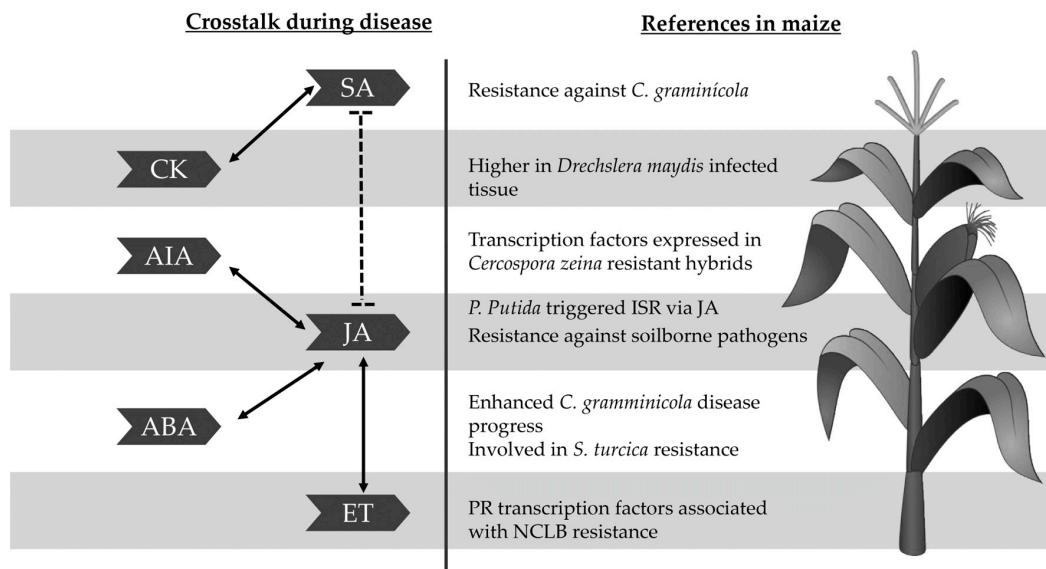 Crosstalk during disease
References in maize
SA
Resistance against C. graminícola
CK
Higher in Drechslera maydis infected
tissue
AIA
Transcription factors expressed in
Cercospora zeina resistant hybrids
JA
P. Putida triggered ISR via JA
Resistance against soilborne pathogens
ABA
Enhanced C. gramminicola disease
progress
Involved in S. turcica resistance
ET
PR transcription factors associated
with NCLB resistance